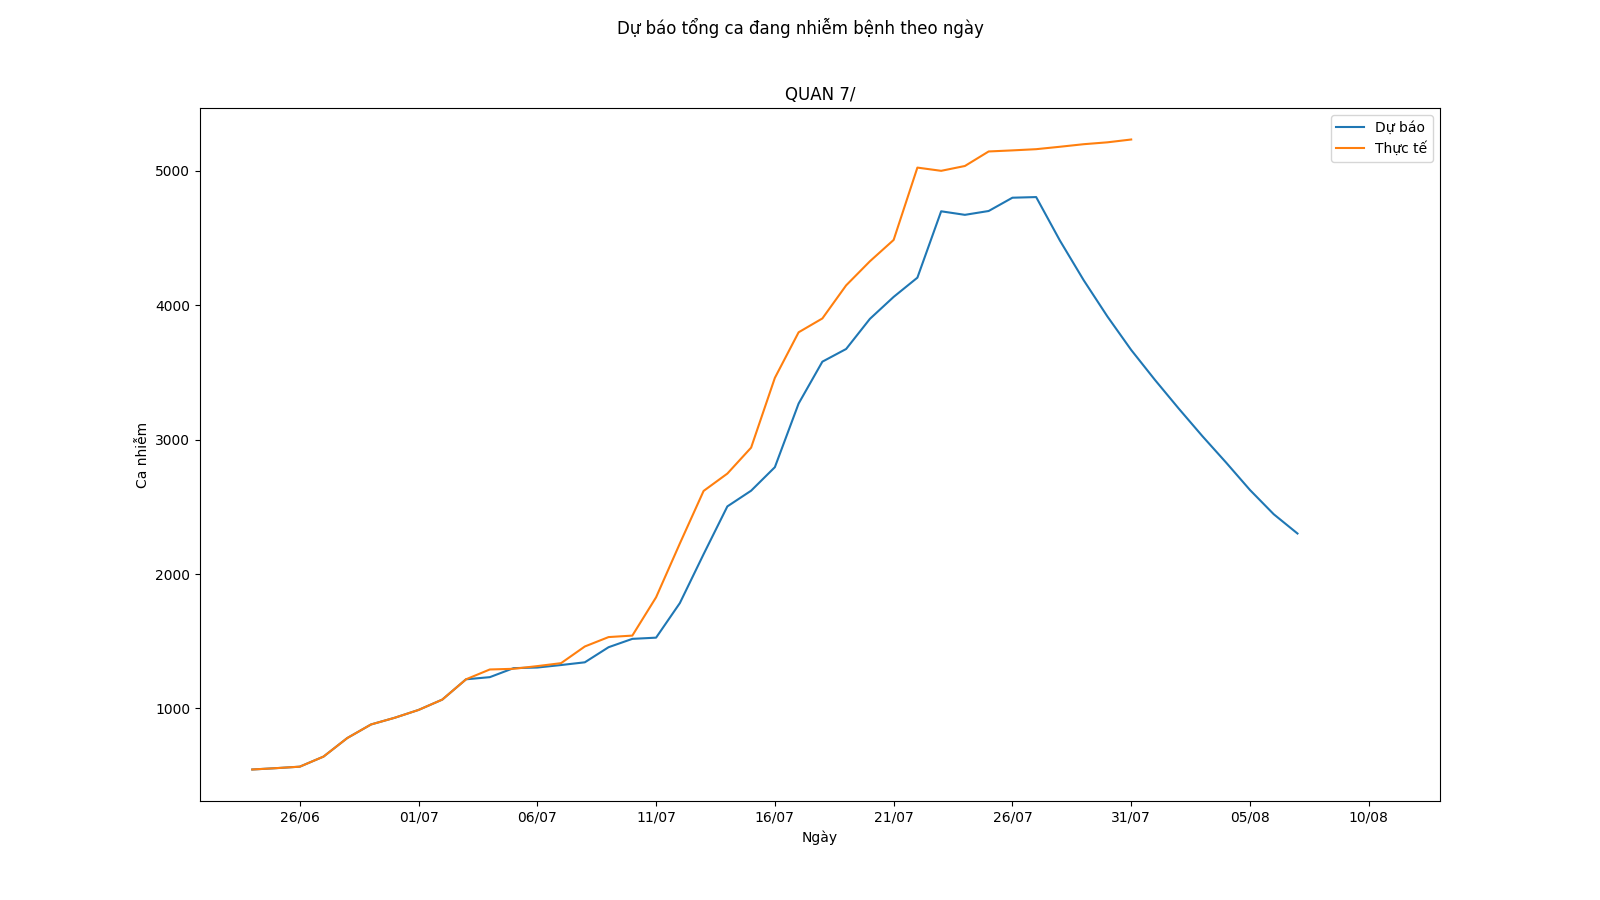 Dự báo tổng ca đang nhiễm bệnh theo ngày
QUAN 7/
Dự báo
Thực tế
5000
4000
3000
2000
1000
Ca nhiễm
26/06 01/07 06/07 11/07 16/07 21/07 26/07 31/07 05/08 10/08
Ngày